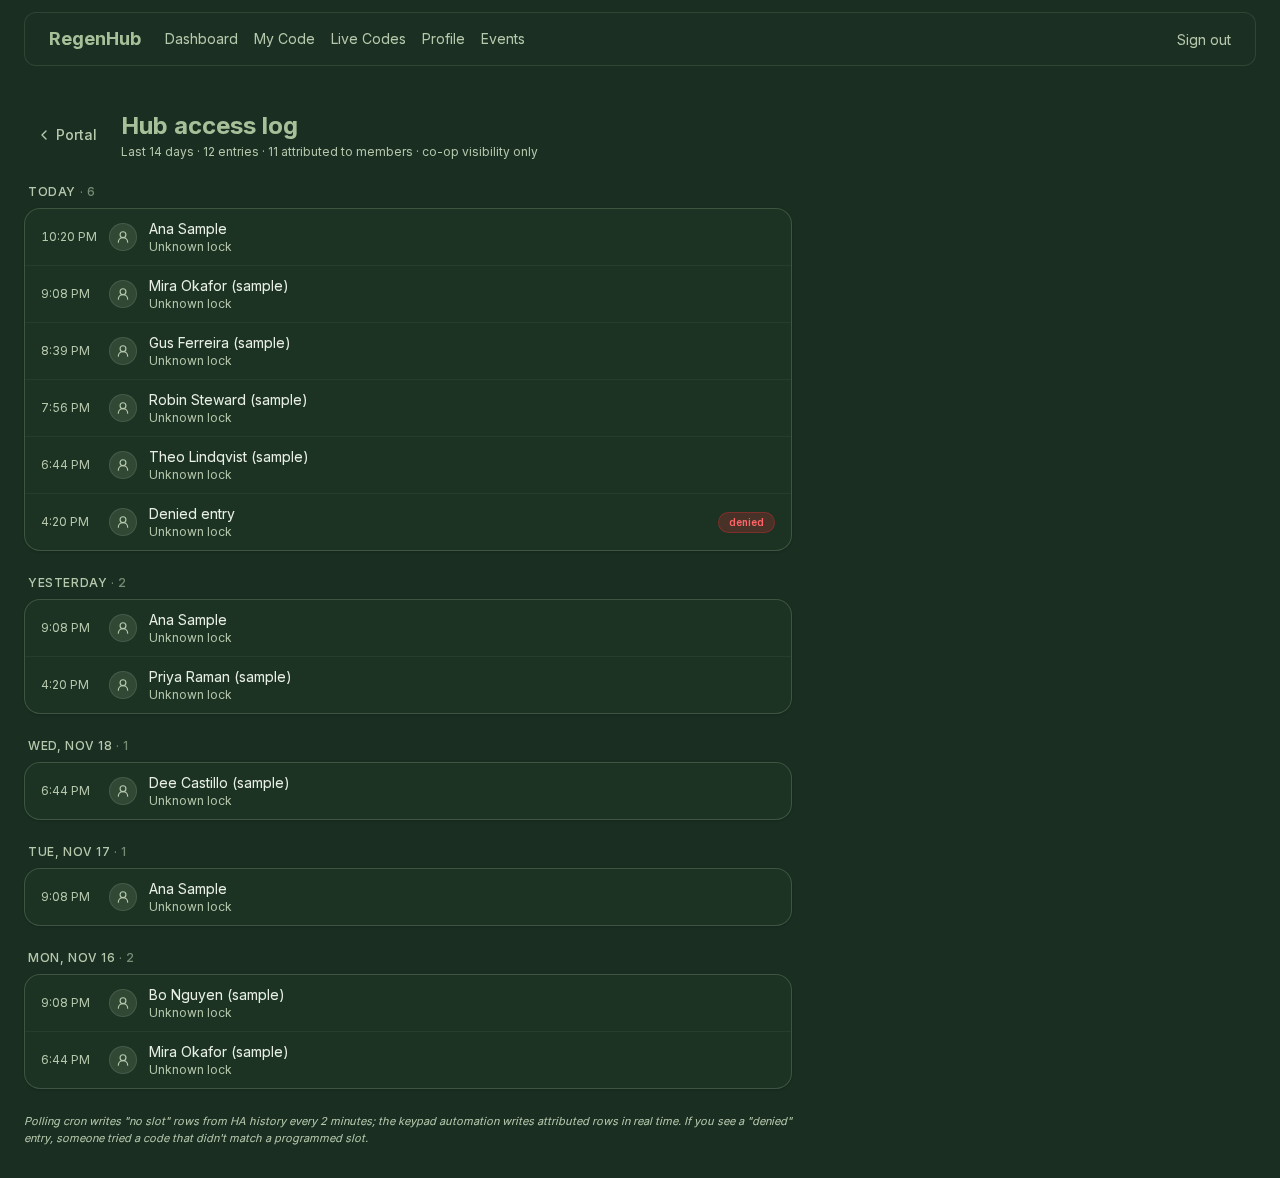 RegenHub Dashboard My Code Live Codes Profile Events Sign out
Portal
Hub access log
Last 14 days · 12 entries · 11 attributed to members · co-op visibility only
TODAY · 6
10:20 PM Ana Sample
Unknown lock
9:08 PM Mira Okafor (sample)
Unknown lock
8:39 PM Gus Ferreira (sample)
Unknown lock
7:56 PM Robin Steward (sample)
Unknown lock
6:44 PM Theo Lindqvist (sample)
Unknown lock
4:20 PM Denied entry denied
Unknown lock
YESTERDAY · 2
9:08 PM Ana Sample
Unknown lock
4:20 PM Priya Raman (sample)
Unknown lock
WED, NOV 18 · 1
6:44 PM Dee Castillo (sample)
Unknown lock
TUE, NOV 17 · 1
9:08 PM Ana Sample
Unknown lock
MON, NOV 16 · 2
9:08 PM Bo Nguyen (sample)
Unknown lock
6:44 PM Mira Okafor (sample)
Unknown lock
Polling cron writes "no slot" rows from HA history every 2 minutes; the keypad automation writes attributed rows in real time. If you see a "denied"
entry, someone tried a code that didn't match a programmed slot.